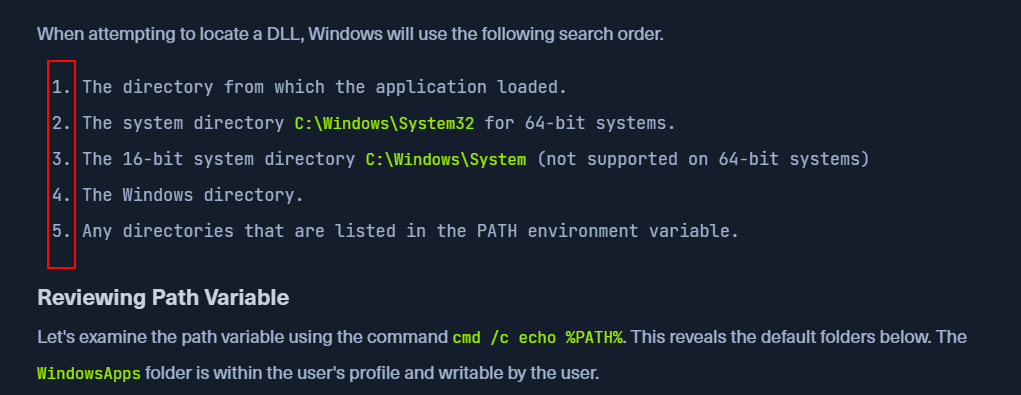 When attempting to locate a DLL, Windows will use the following search order.
1. The directory from which the application loaded.
2. The system directory C:\Windows\System32 for 64-bit systems.
3. The 16-bit system directory C:\Windows\System (not supported on 64-bit systems)
4. The Windows directory.
5. Any directories that are listed in the PATH environment variable.
Reviewing Path Variable
Let's examine the path variable using the command cmd /c echo %PATH%. This reveals the default folders below. The
WindowsApps folder is within the user's profile and writable by the user.